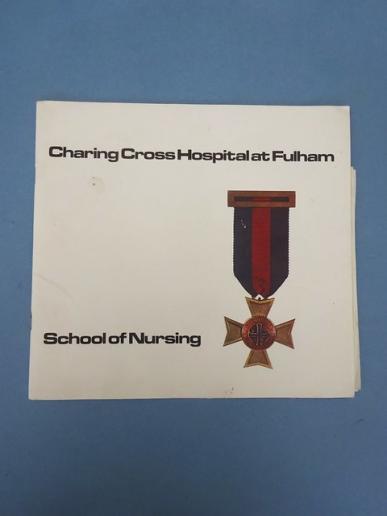 Charing Cross Hospital at Fulham
School of Nursing